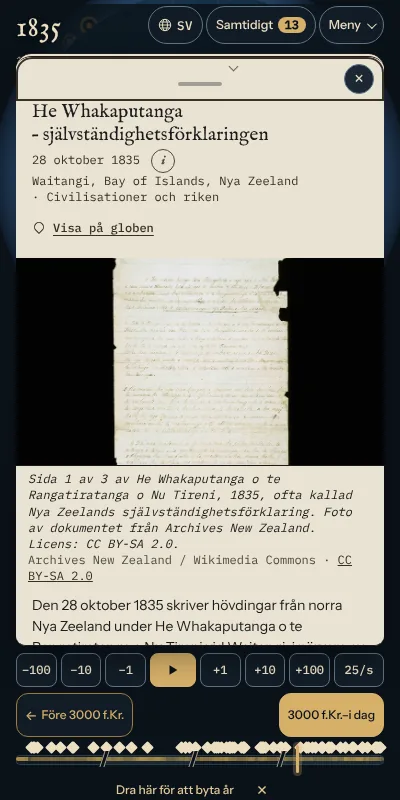 1835
SV
Samtidigt 13
Meny
He Whakaputanga
– självständighetsförklaringen
28 oktober 1835 i
Waitangi, Bay of Islands, Nya Zeeland
· Civilisationer och riken
Visa på globen
Sida 1 av 3 av He Whakaputanga o te
Rangatiratanga o Nu Tireni, 1835, ofta kallad
Nya Zeelands självständighetsförklaring. Foto
av dokumentet från Archives New Zealand.
Licens: CC BY-SA 2.0.
Archives New Zealand / Wikimedia Commons · CC
BY-SA 2.0
Den 28 oktober 1835 skriver hövdingar från norra
Nya Zeeland under He Whakaputanga o te
−100 −10 −1 +1 +10 +100 25/s
← Före 3000 f.Kr.
3000 f.Kr.–i dag
Dra här för att byta år ×